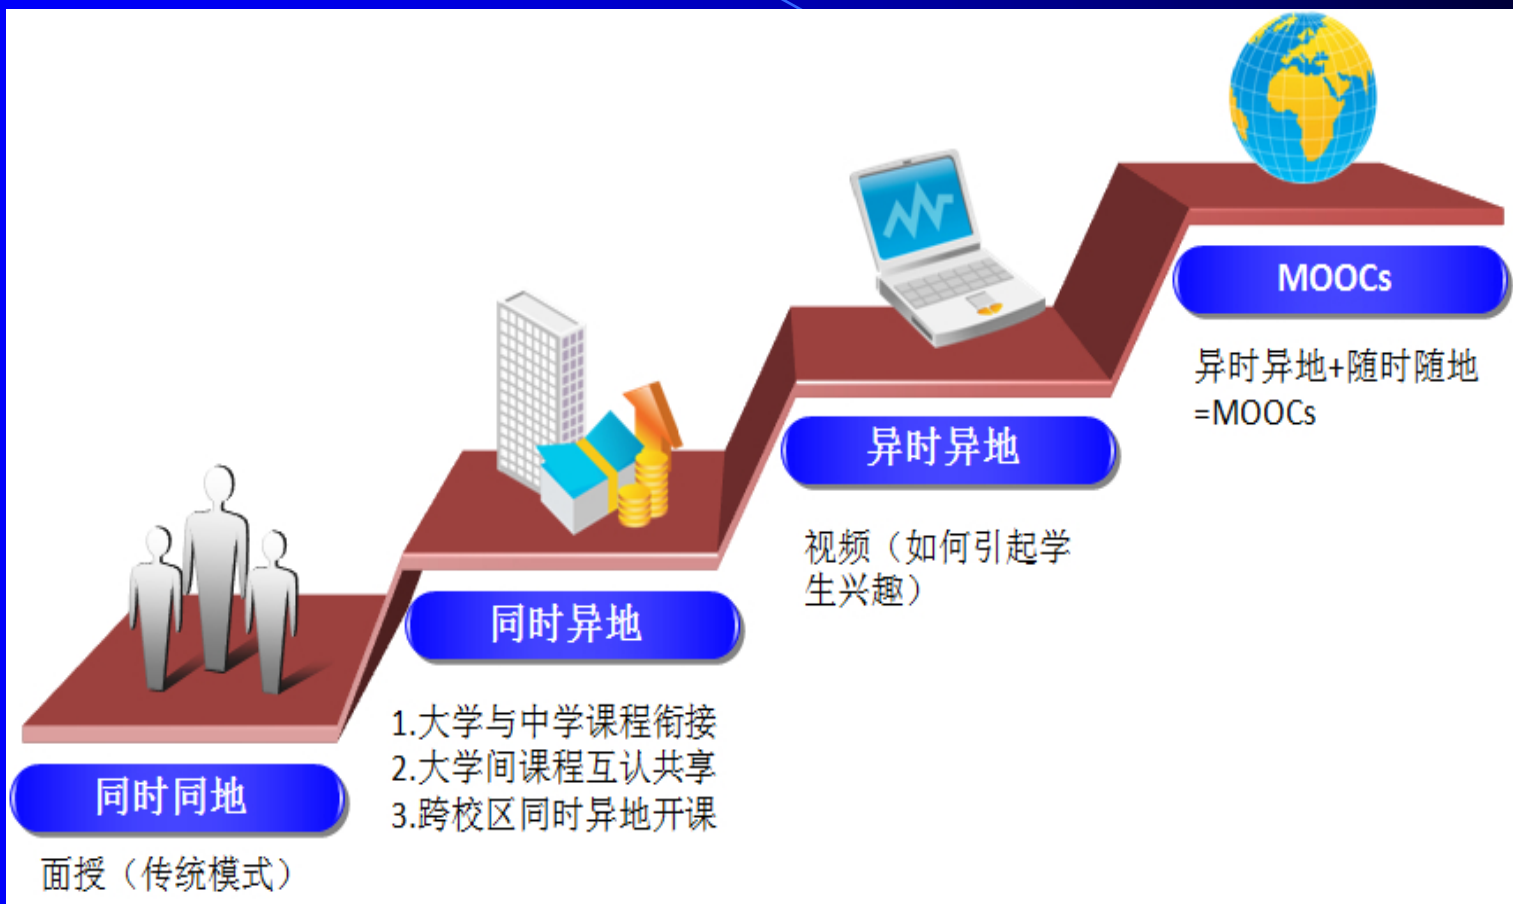 同时同地
面授（传统模式）
同时异地
1.大学与中学课程衔接
2.大学间课程互认共享
3.跨校区同时异地开课
异时异地
视频（如何引起学
生兴趣）
MOOCs
异时异地+随时随地
=MOOCs